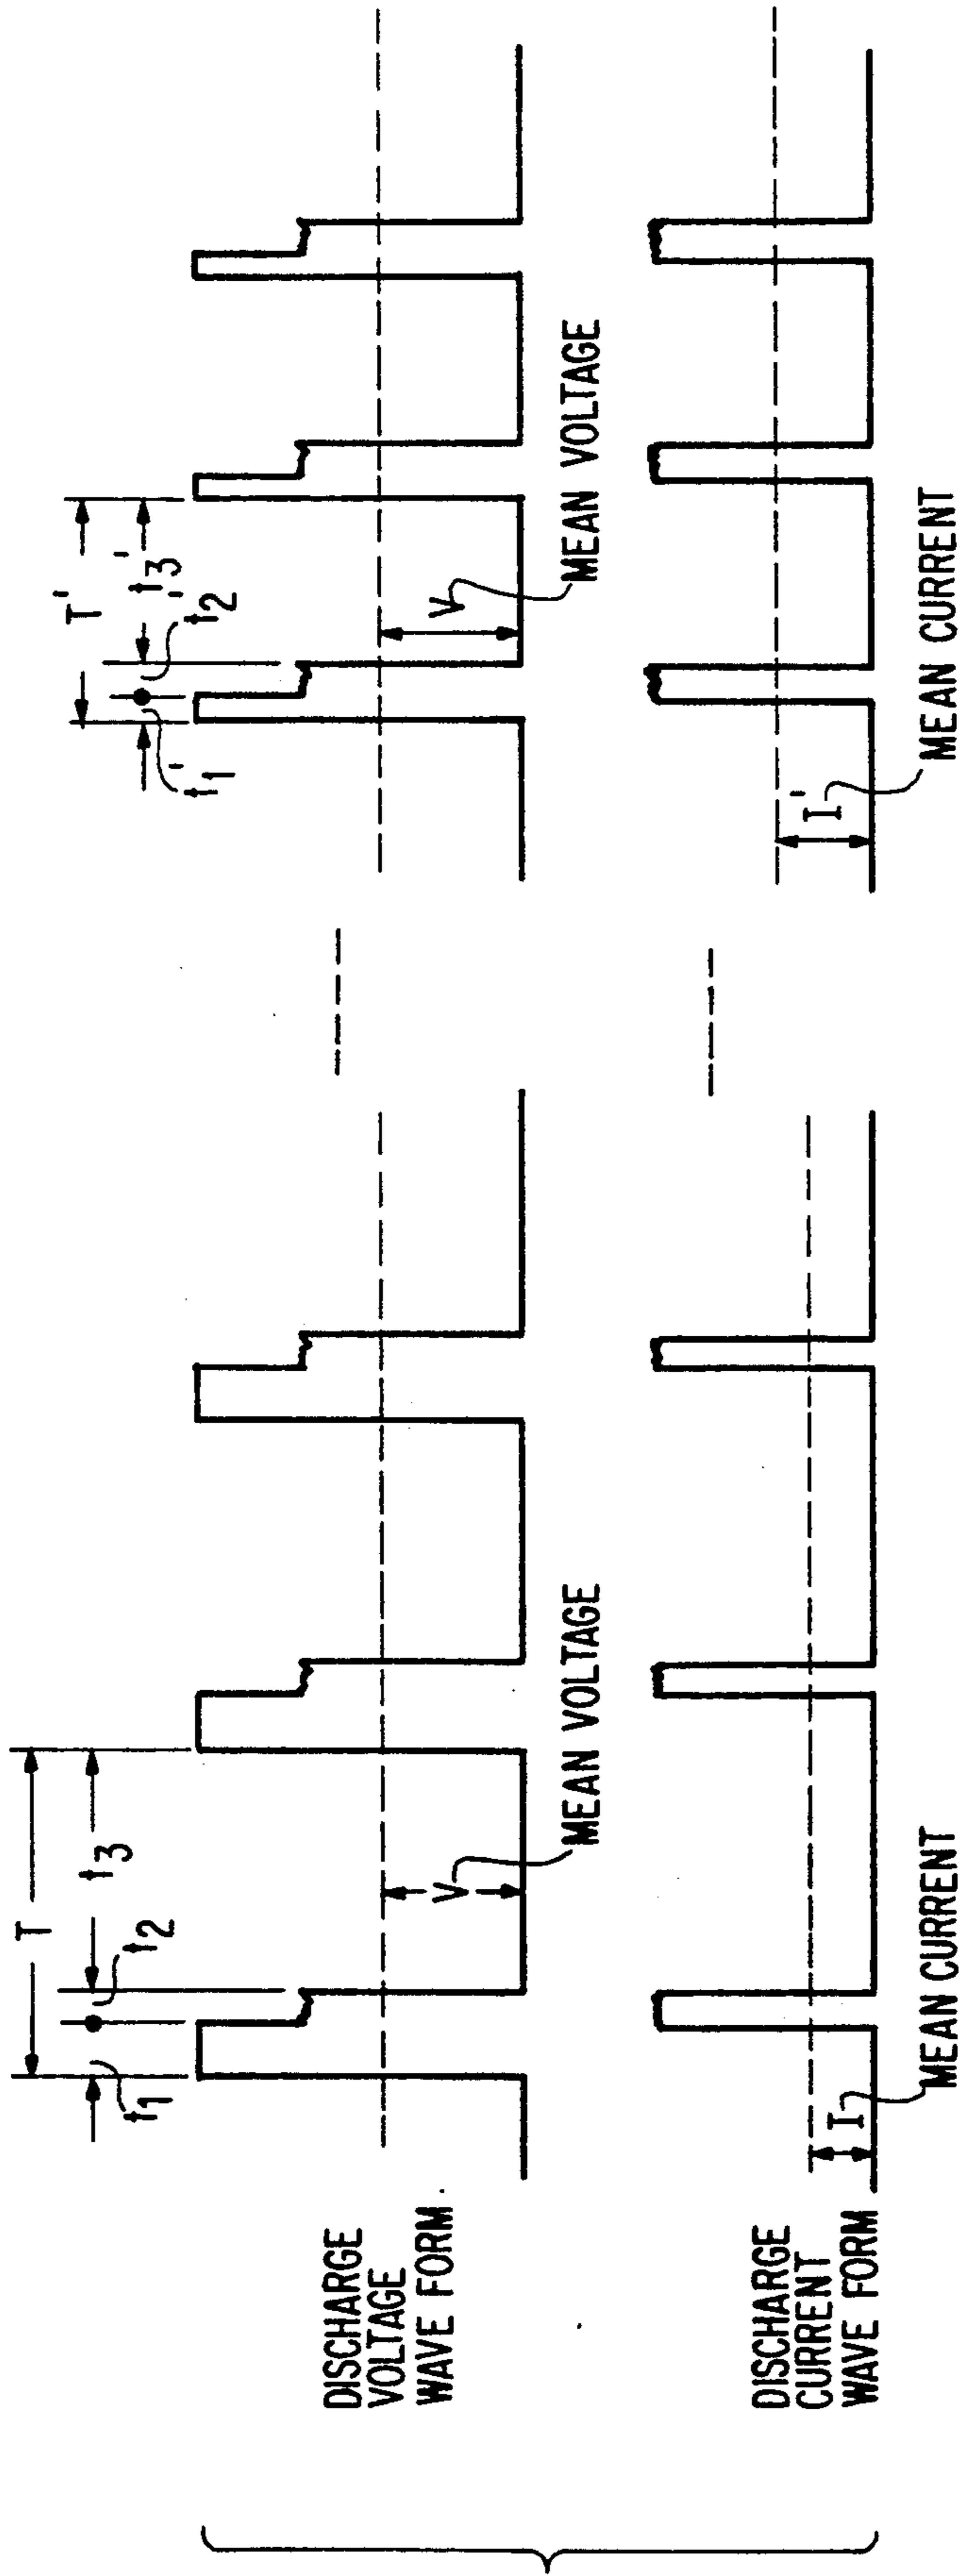 T
t1
t2
t3
T'
t1'
t2'
t3'
DISCHARGE
VOLTAGE
WAVE FORM
V
MEAN VOLTAGE
V
MEAN VOLTAGE
DISCHARGE
CURRENT
WAVE FORM
I
MEAN CURRENT
I'
MEAN CURRENT